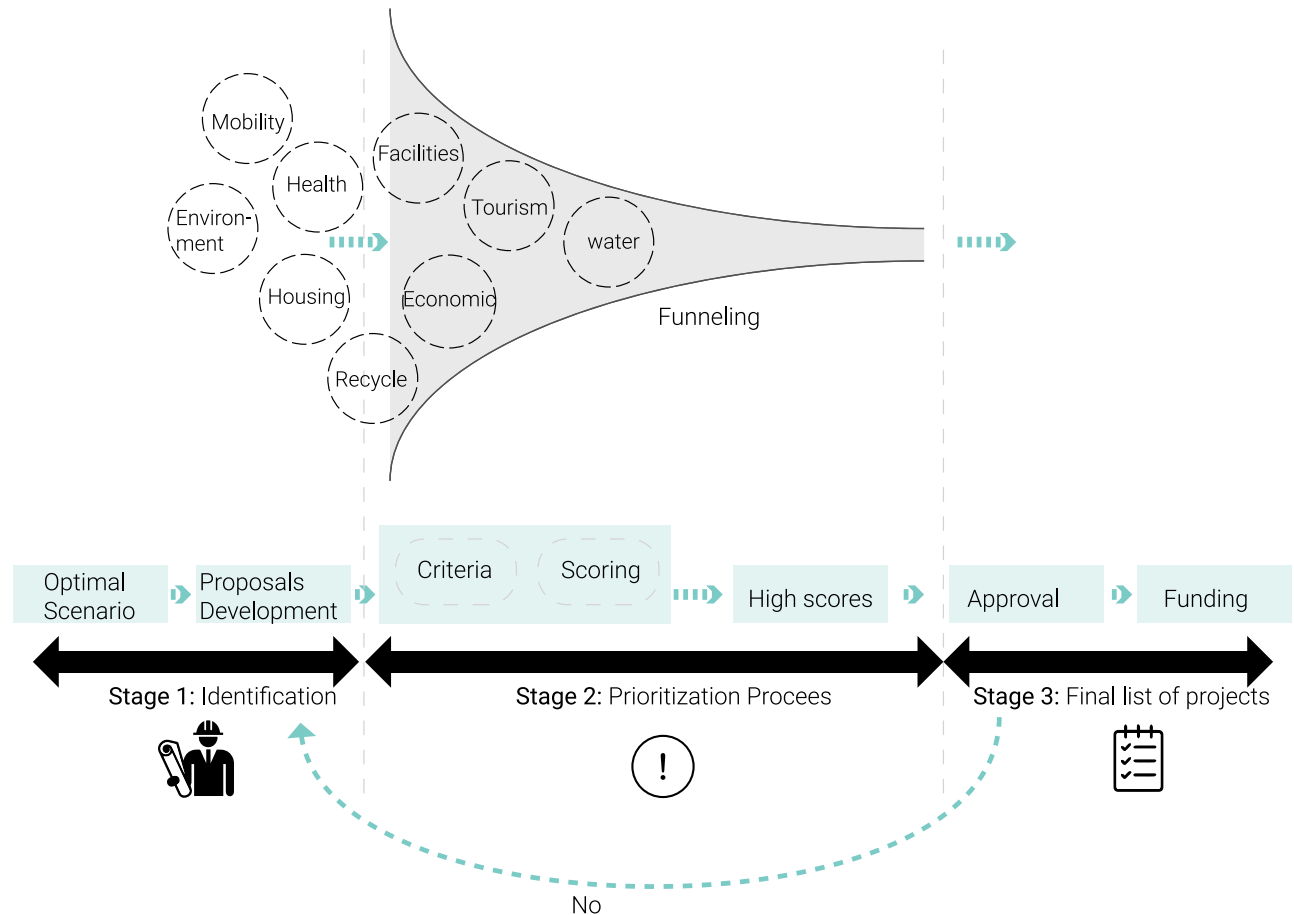 Mobility
Facilities
Health
Tourism
Environ-
ment
water
Housing
Economic
Funneling
Recycle
Optimal
Scenario
Proposals
Development
Criteria
Scoring
High scores
Approval
Funding
Stage 1: Identification
Stage 2: Prioritization Procees
Stage 3: Final list of projects
!
No